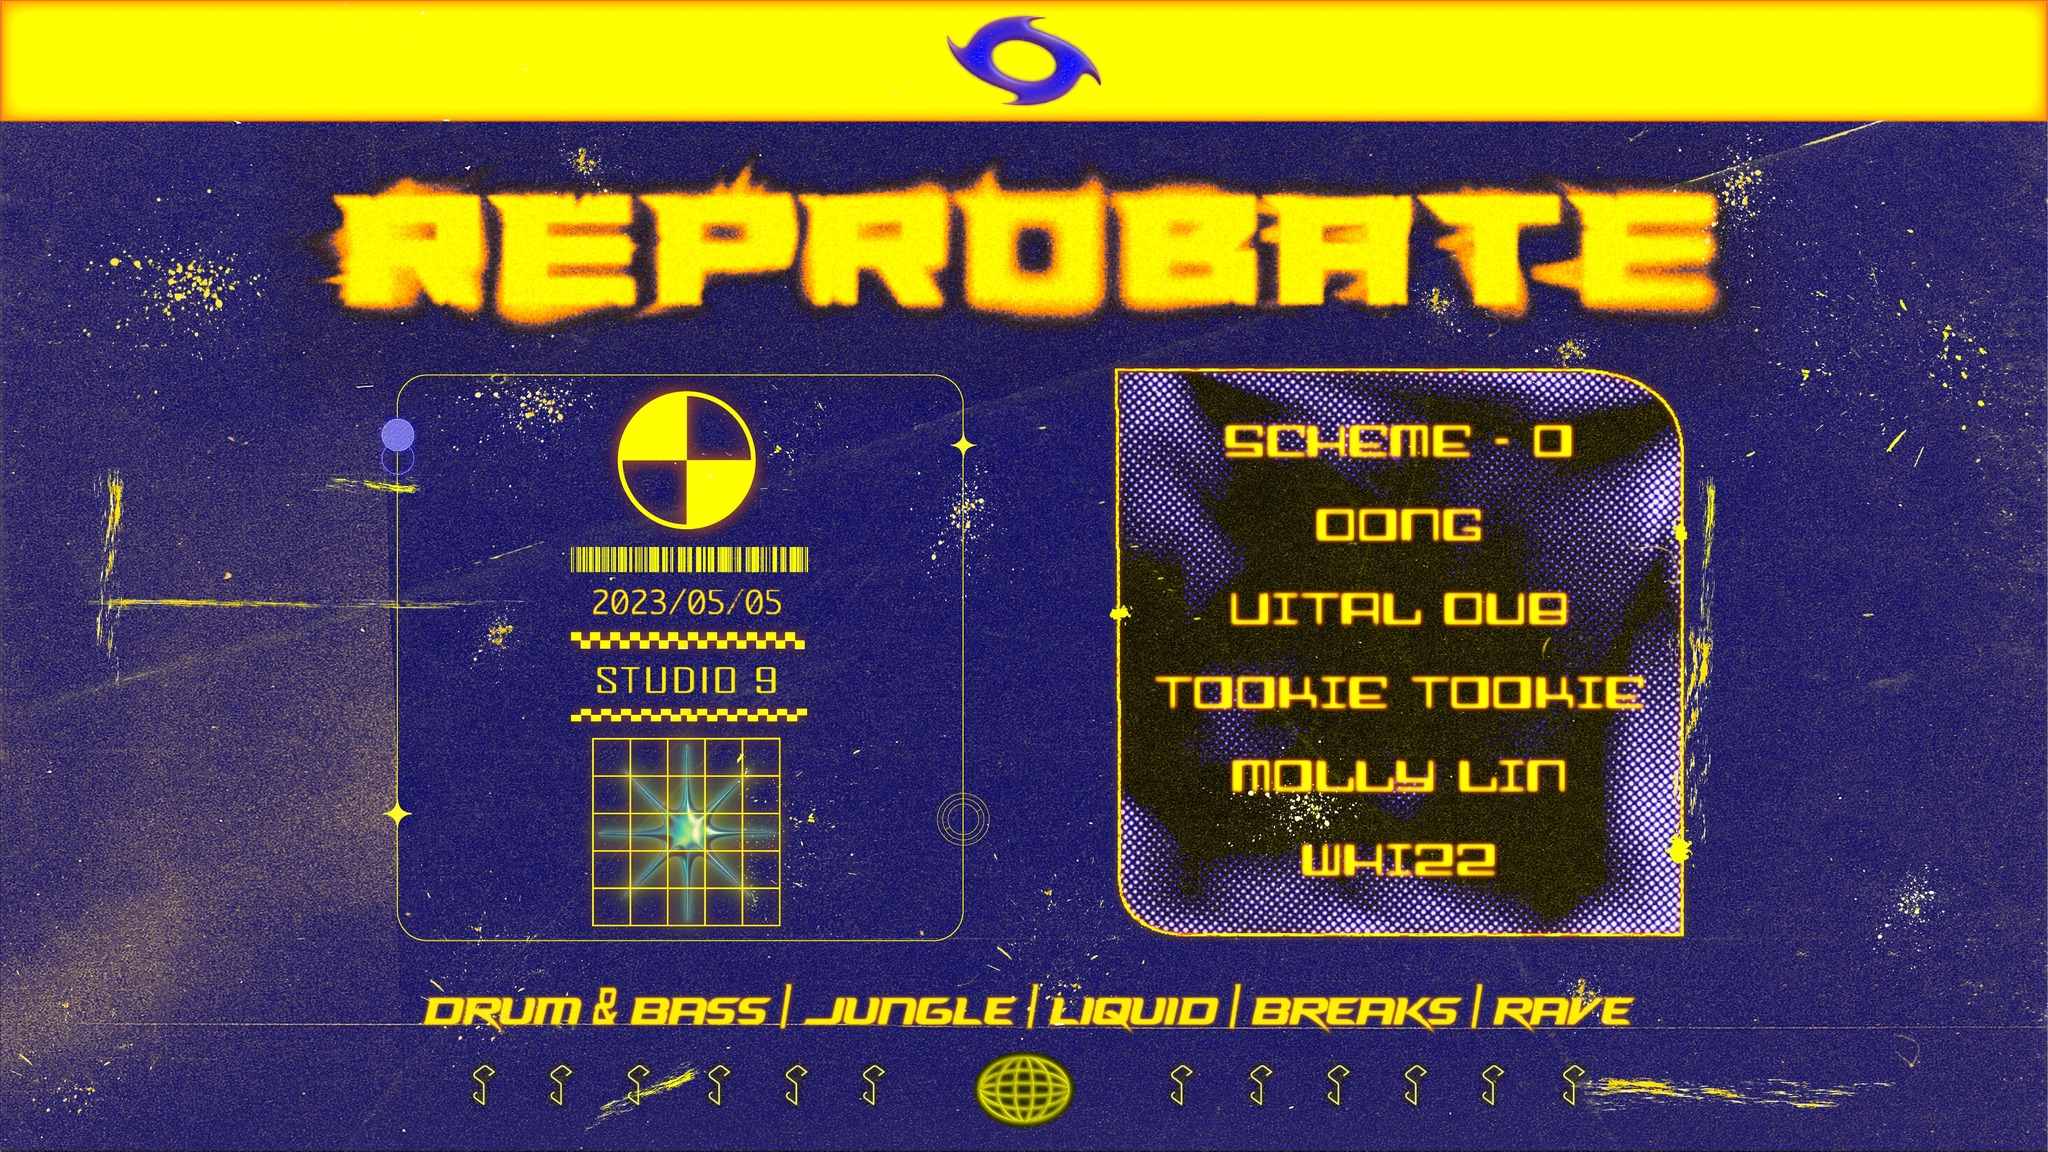 REPROBATE
2023/05/05
STUDIO 9
SCHEME - D
DONG
VITAL DUB
TOOKIE TOOKIE
MOLLY LIN
WHIZZ
DRUM & BASS | JUNGLE | LIQUID | BREAKS | RAVE